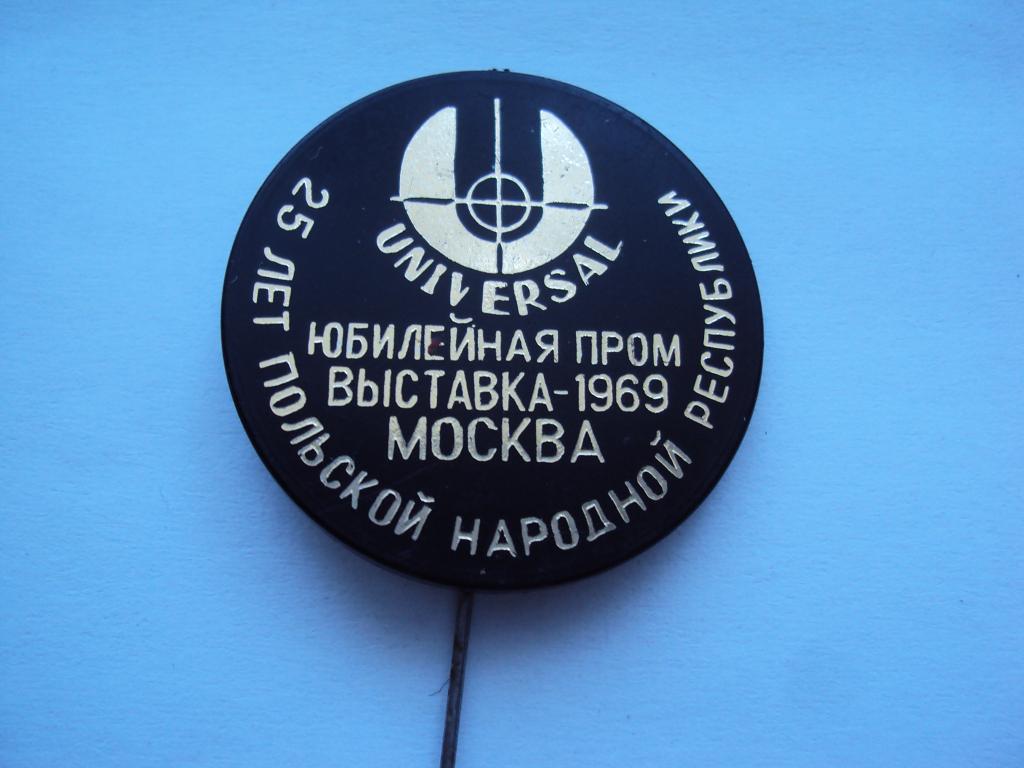 U
UNIVERSAL
ЮБИЛЕЙНАЯ ПРОМ
ВЫСТАВКА-1969
МОСКВА
25 ЛЕТ ПОЛЬСКОЙ НАРОДНОЙ РЕСПУБЛИКИ